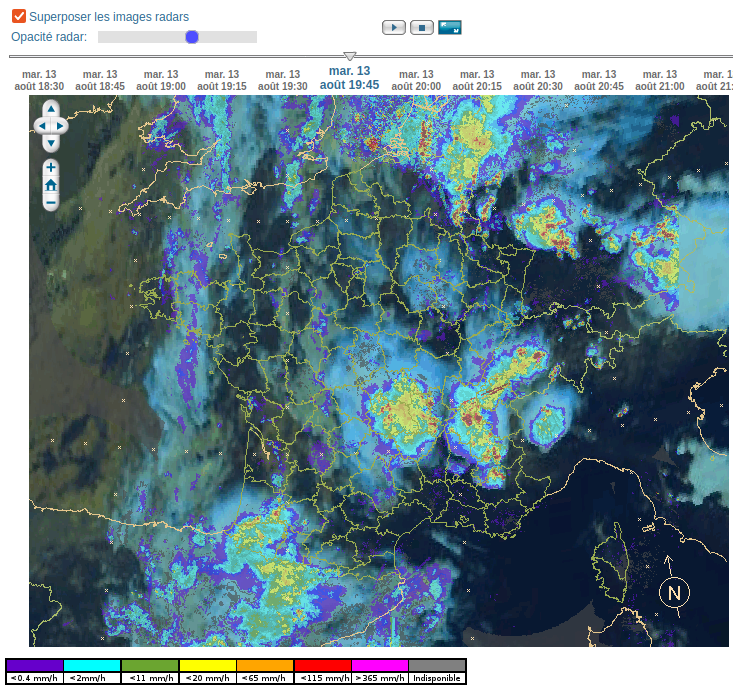 Superposer les images radars
Opacité radar:
mar. 13 mar. 13 mar. 13 mar. 13 mar. 13 mar. 13 mar. 13 mar. 13 mar. 13 mar. 13 mar. 13 mar. 1
août 18:30 août 18:45 août 19:00 août 19:15 août 19:30 août 19:45 août 20:00 août 20:15 août 20:30 août 20:45 août 21:00 août 21:
N
<0.4 mm/h <2mm/h <11 mm/h <20 mm/h <65 mm/h <115 mm/h >365 mm/h Indisponible